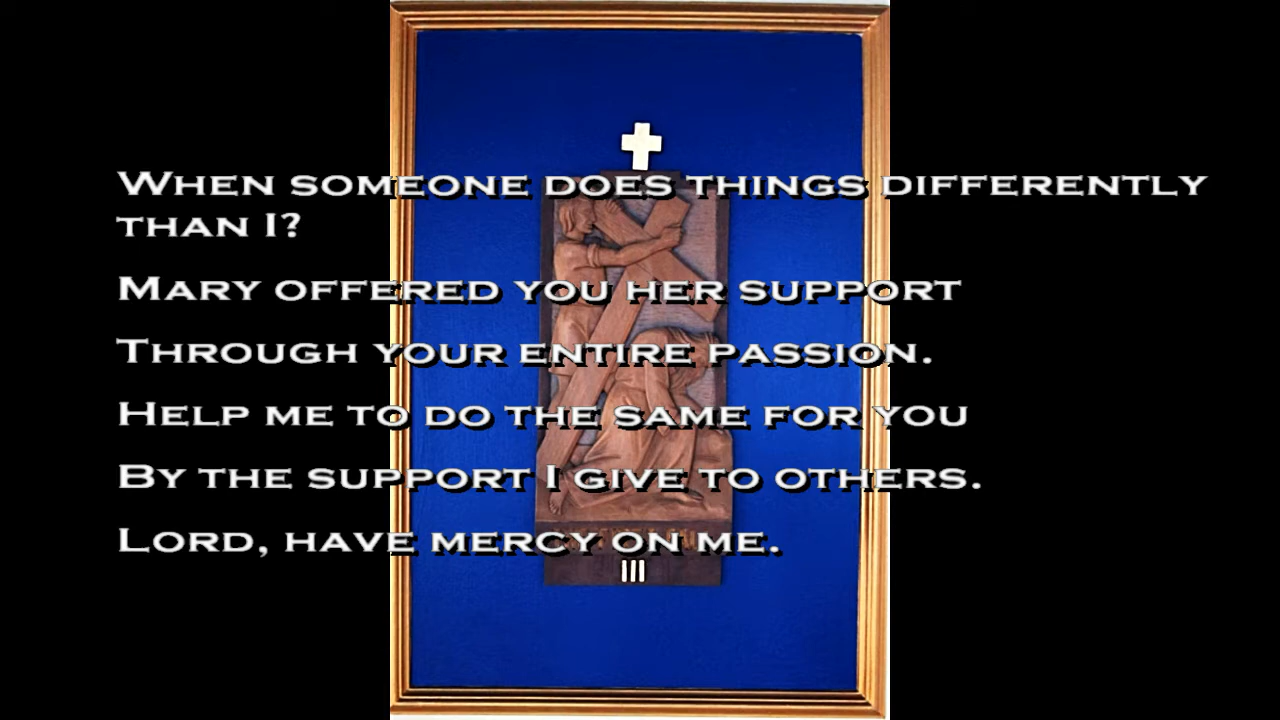 When someone does things differently
than I?
Mary offered you her support
Through your entire passion.
Help me to do the same for you
By the support I give to others.
Lord, have mercy on me.
III